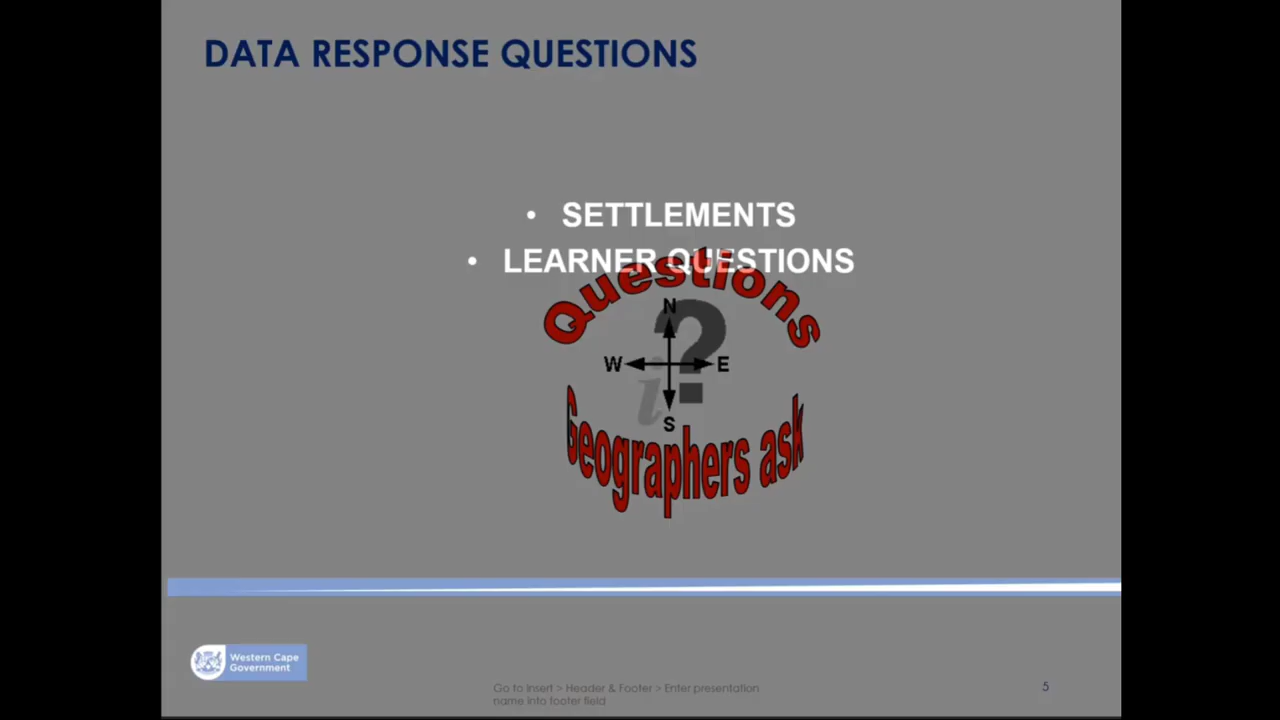 DATA RESPONSE QUESTIONS
• SETTLEMENTS
• LEARNER QUESTIONS
Questions
N
?
W E
i
S
Geographers ask
Western Cape
Government
Go to Insert > Header & Footer > Enter presentation
name into footer field
5